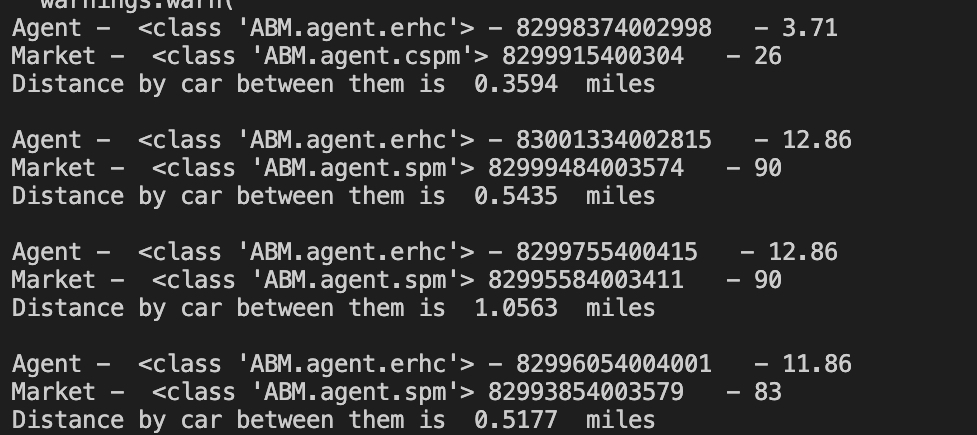 warnings.warn(
Agent -  <class 'ABM.agent.erhc'> - 82998374002998   - 3.71
Market -  <class 'ABM.agent.cspm'> 8299915400304   - 26
Distance by car between them is  0.3594  miles
Agent -  <class 'ABM.agent.erhc'> - 83001334002815   - 12.86
Market -  <class 'ABM.agent.spm'> 82999484003574   - 90
Distance by car between them is  0.5435  miles
Agent -  <class 'ABM.agent.erhc'> - 8299755400415   - 12.86
Market -  <class 'ABM.agent.spm'> 82995584003411   - 90
Distance by car between them is  1.0563  miles
Agent -  <class 'ABM.agent.erhc'> - 82996054004001   - 11.86
Market -  <class 'ABM.agent.spm'> 82993854003579   - 83
Distance by car between them is  0.5177  miles